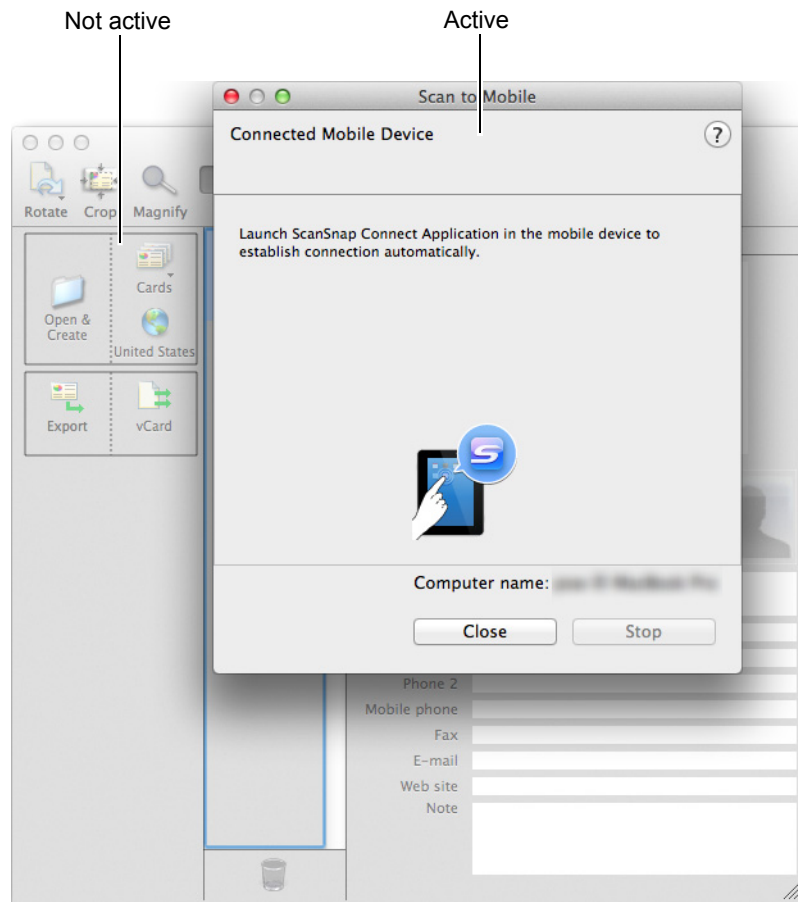 Not active
Active
Scan to Mobile
Connected Mobile Device
?
Rotate
Crop
Magnify
Launch ScanSnap Connect Application in the mobile device to
establish connection automatically.
Cards
Open &
Create
United States
Export
vCard
S
Computer name:
Close
Stop
Phone 2
Mobile phone
Fax
E-mail
Web site
Note